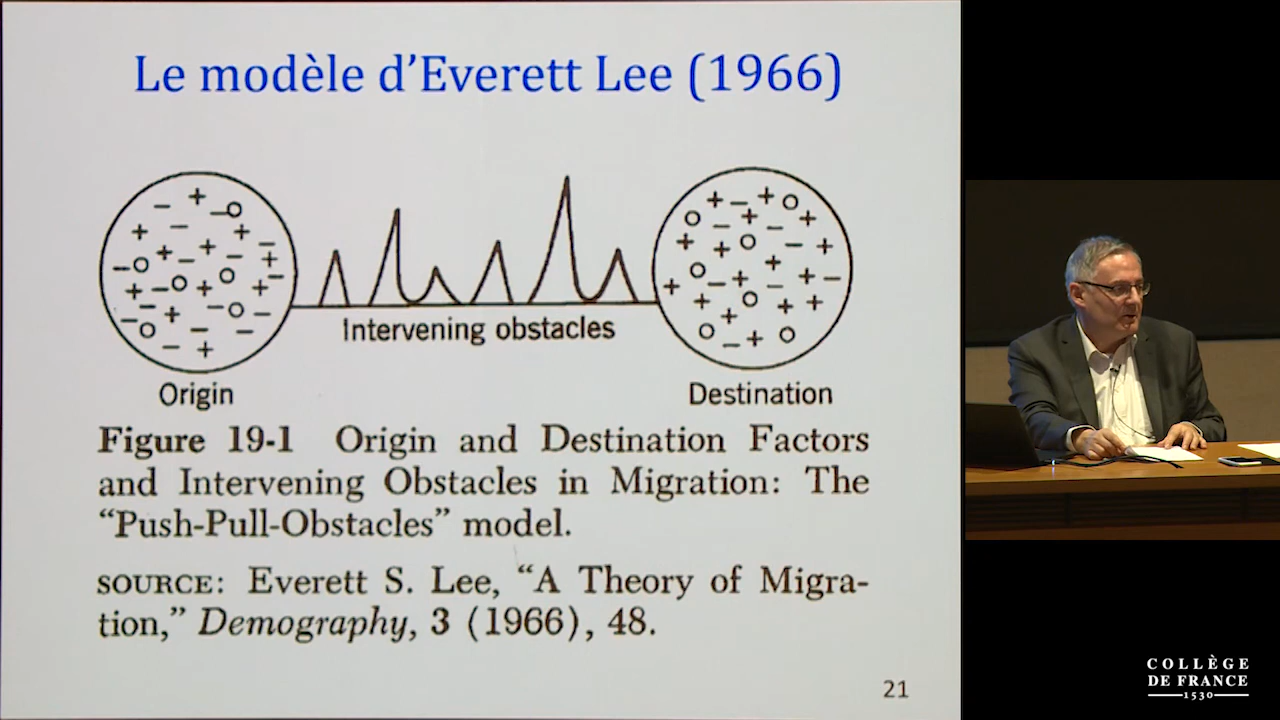 Le modèle d’Everett Lee (1966)
Intervening obstacles
Origin
Destination
Figure 19-1 Origin and Destination Factors
and Intervening Obstacles in Migration: The
“Push-Pull-Obstacles” model.
SOURCE: Everett S. Lee, “A Theory of Migra-
tion,” Demography, 3 (1966), 48.
21
COLLÈGE
DE FRANCE
1530